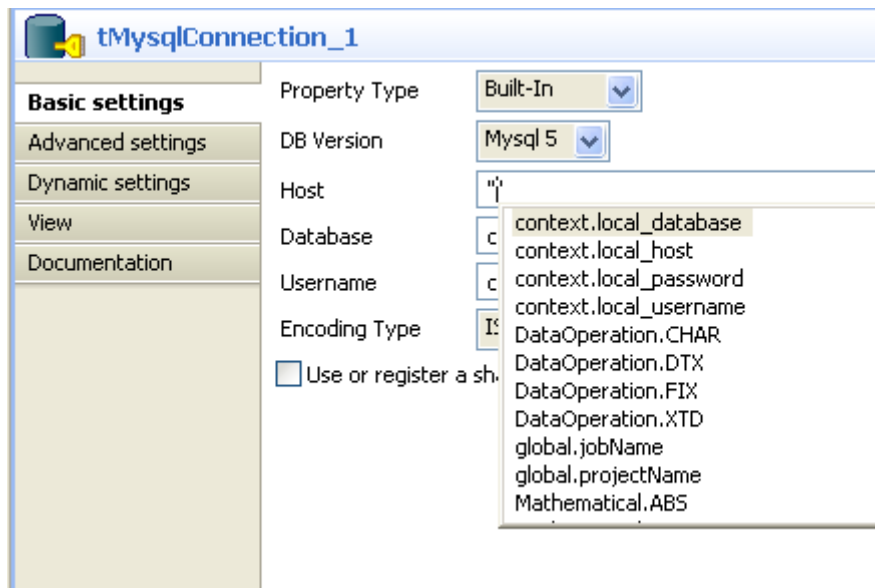 tMysqlConnection_1
Basic settings
Advanced settings
Dynamic settings
View
Documentation
Property Type Built-In
DB Version Mysql 5
Host ""
Database c
Username c
Encoding Type IS
Use or register a sha
context.local_database
context.local_host
context.local_password
context.local_username
DataOperation.CHAR
DataOperation.DTX
DataOperation.FIX
DataOperation.XTD
global.jobName
global.projectName
Mathematical.ABS